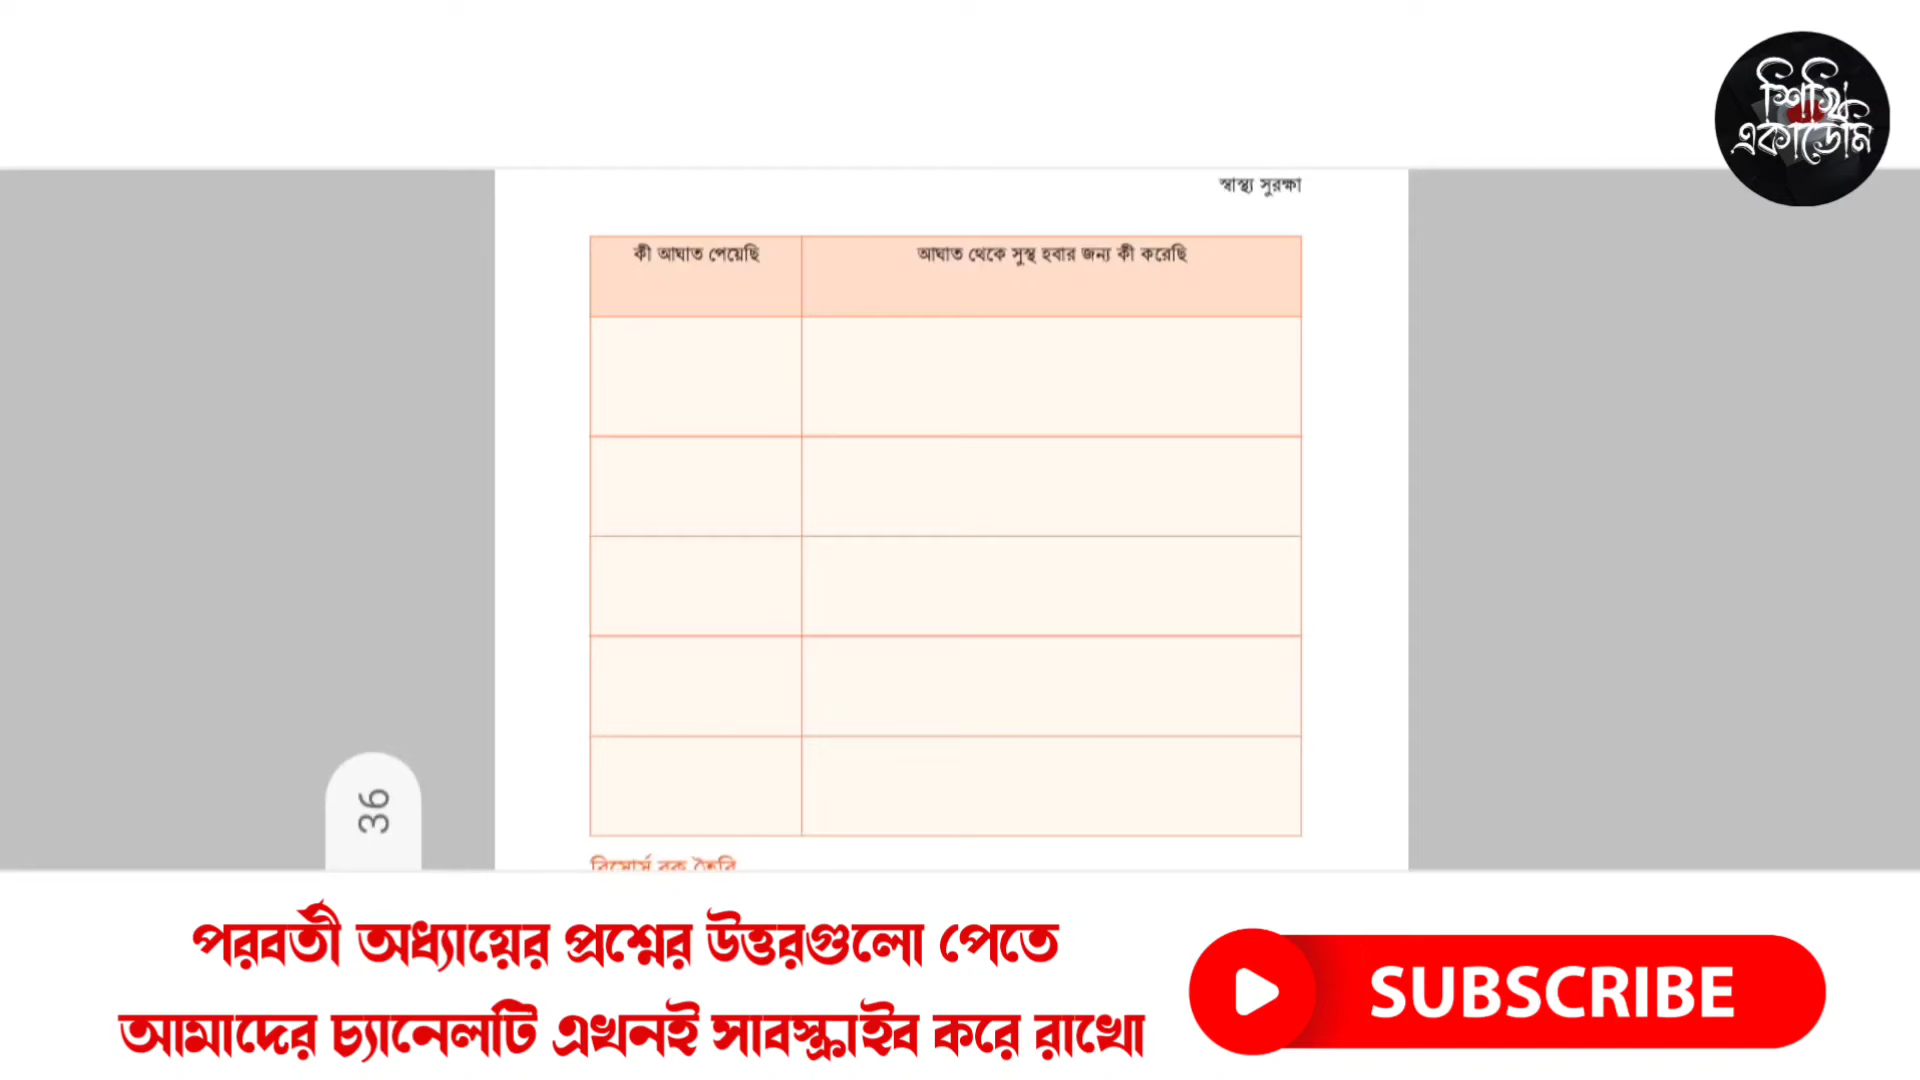 শিখি
একাডেমি
স্বাস্থ্য সুরক্ষা
কী আঘাত পেয়েছি
আঘাত থেকে সুস্থ হবার জন্য কী করেছি
36
রিসোর্স বুক তৈরি
পরবর্তী অধ্যায়ের প্রশ্নের উত্তরগুলো পেতে
আমাদের চ্যানেলটি এখনই সাবস্ক্রাইব করে রাখো
SUBSCRIBE